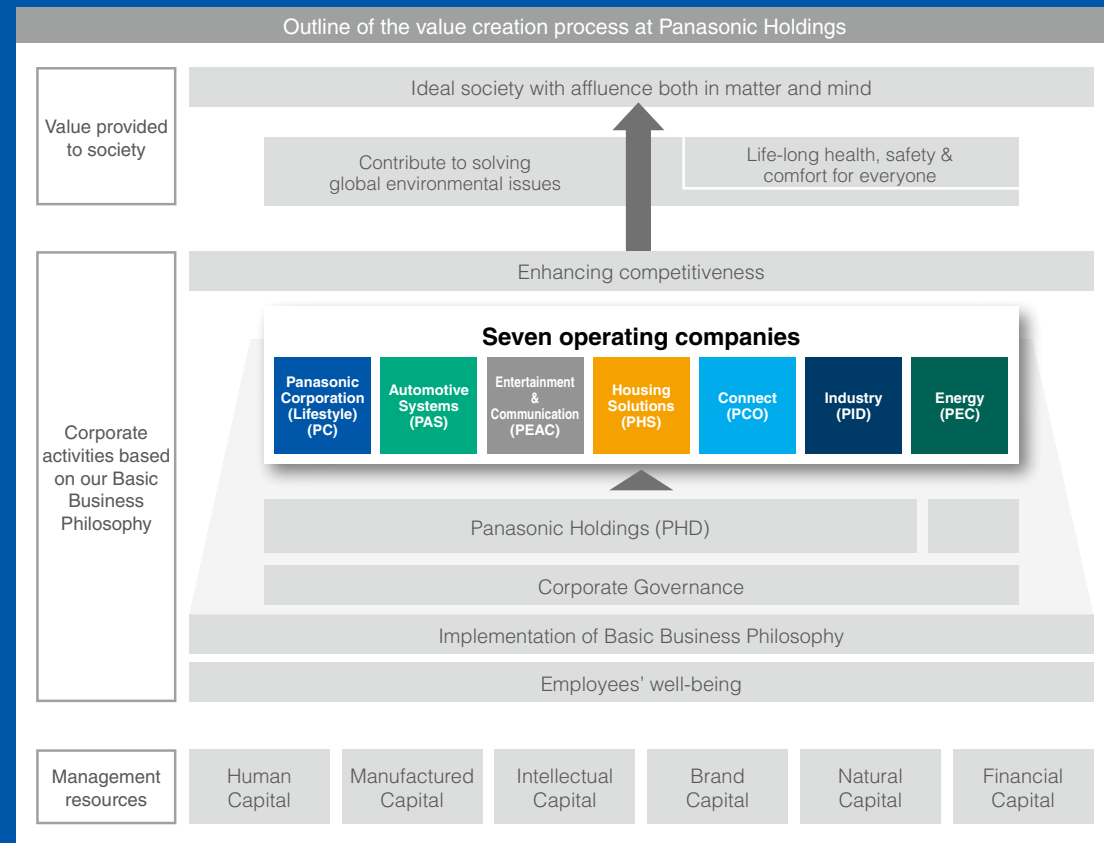 Outline of the value creation process at Panasonic Holdings
Value provided
to society
Ideal society with affluence both in matter and mind
Contribute to solving
global environmental issues
Life-long health, safety &
comfort for everyone
Corporate
activities based
on our Basic
Business
Philosophy
Enhancing competitiveness
Seven operating companies
Panasonic
Corporation
(Lifestyle)
(PC)
Automotive
Systems
(PAS)
Entertainment
&
Communication
(PEAC)
Housing
Solutions
(PHS)
Connect
(PCO)
Industry
(PID)
Energy
(PEC)
Panasonic Holdings (PHD)
Corporate Governance
Implementation of Basic Business Philosophy
Employees’ well-being
Management
resources
Human
Capital
Manufactured
Capital
Intellectual
Capital
Brand
Capital
Natural
Capital
Financial
Capital